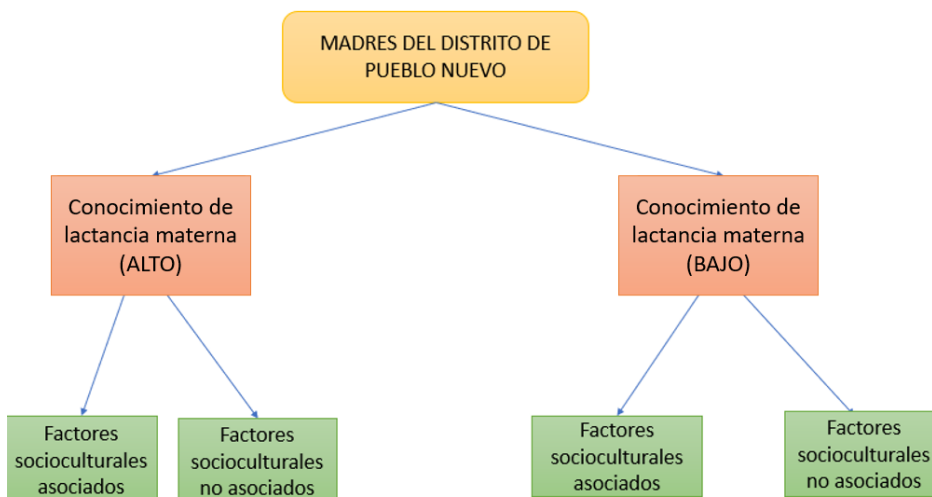 MADRES DEL DISTRITO DE
PUEBLO NUEVO
Conocimiento de
lactancia materna
(ALTO)
Conocimiento de
lactancia materna
(BAJO)
Factores
socioculturales
asociados
Factores
socioculturales
no asociados
Factores
socioculturales
asociados
Factores
socioculturales
no asociados